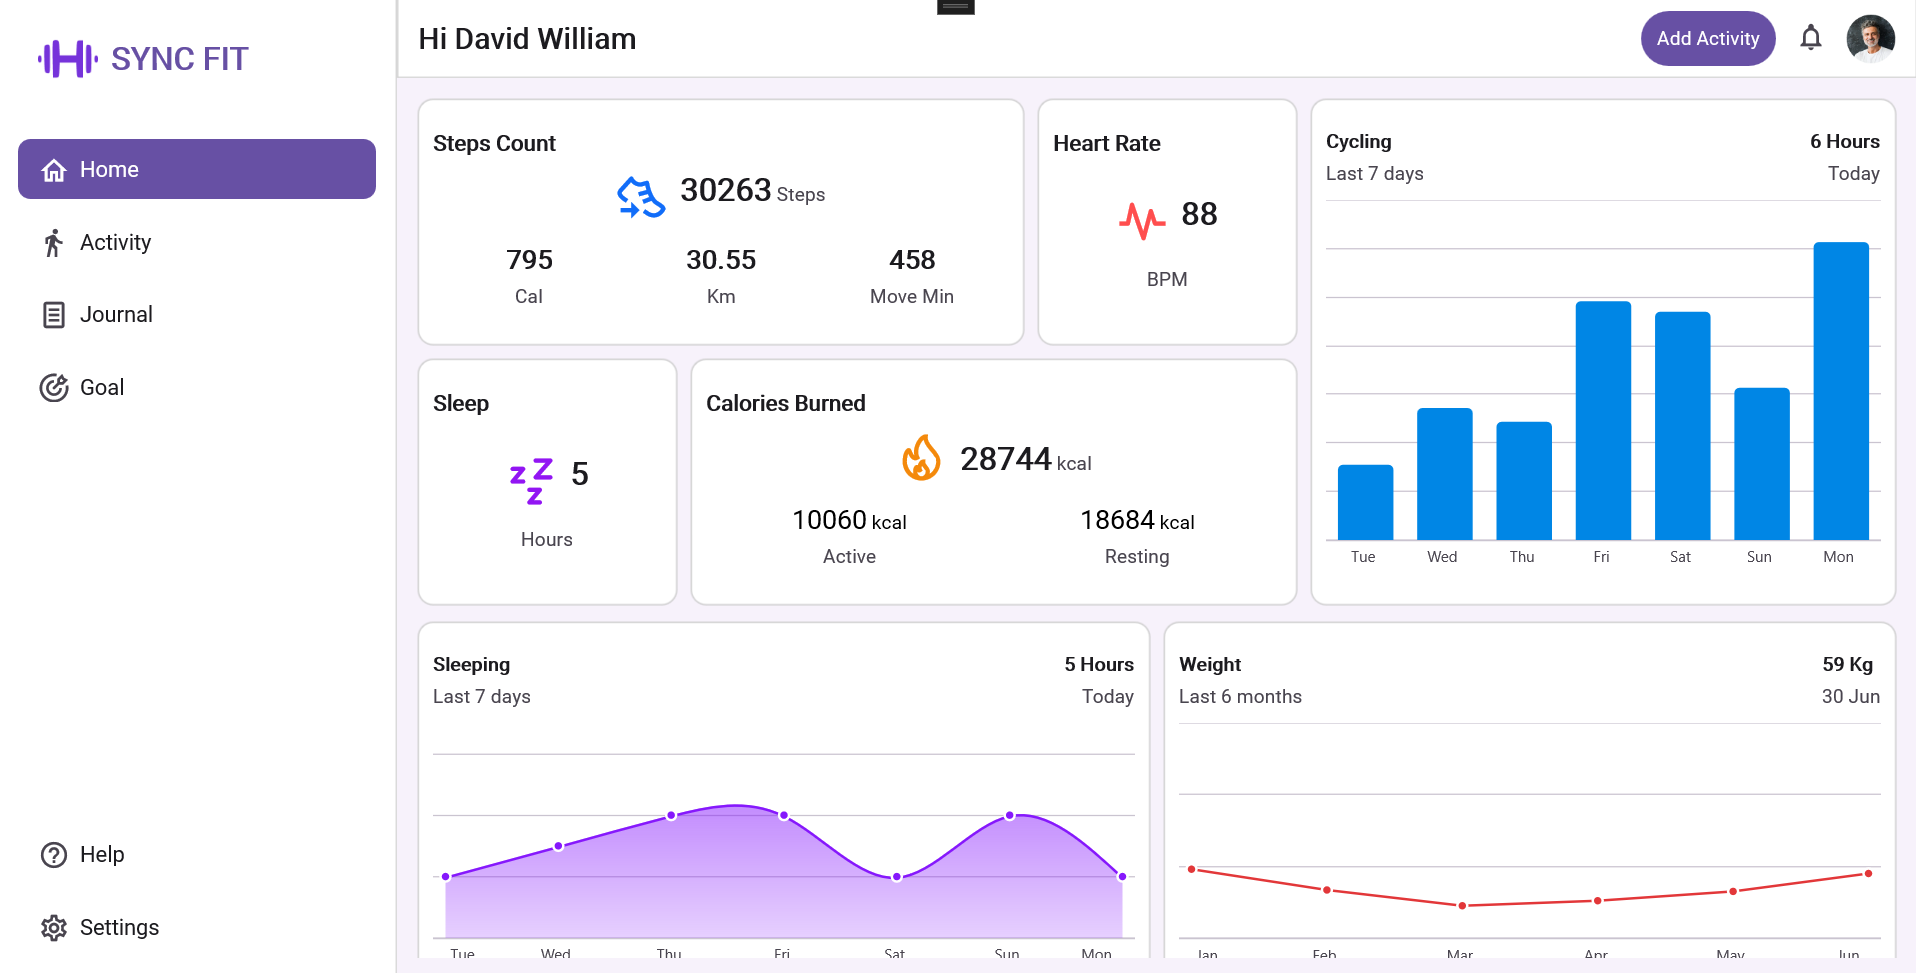 SYNC FIT
Home
Activity
Journal
Goal
Help
Settings
Hi David William
Add Activity
Steps Count
30263 Steps
795
Cal
30.55
Km
458
Move Min
Heart Rate
88
BPM
Cycling
6 Hours
Last 7 days
Today
Tue Wed Thu Fri Sat Sun Mon
Sleep
5
Hours
Calories Burned
28744 kcal
10060 kcal
Active
18684 kcal
Resting
Sleeping
5 Hours
Last 7 days
Today
Tue Wed Thu Fri Sat Sun Mon
Weight
59 Kg
Last 6 months
30 Jun
Jan Feb Mar Apr May Jun